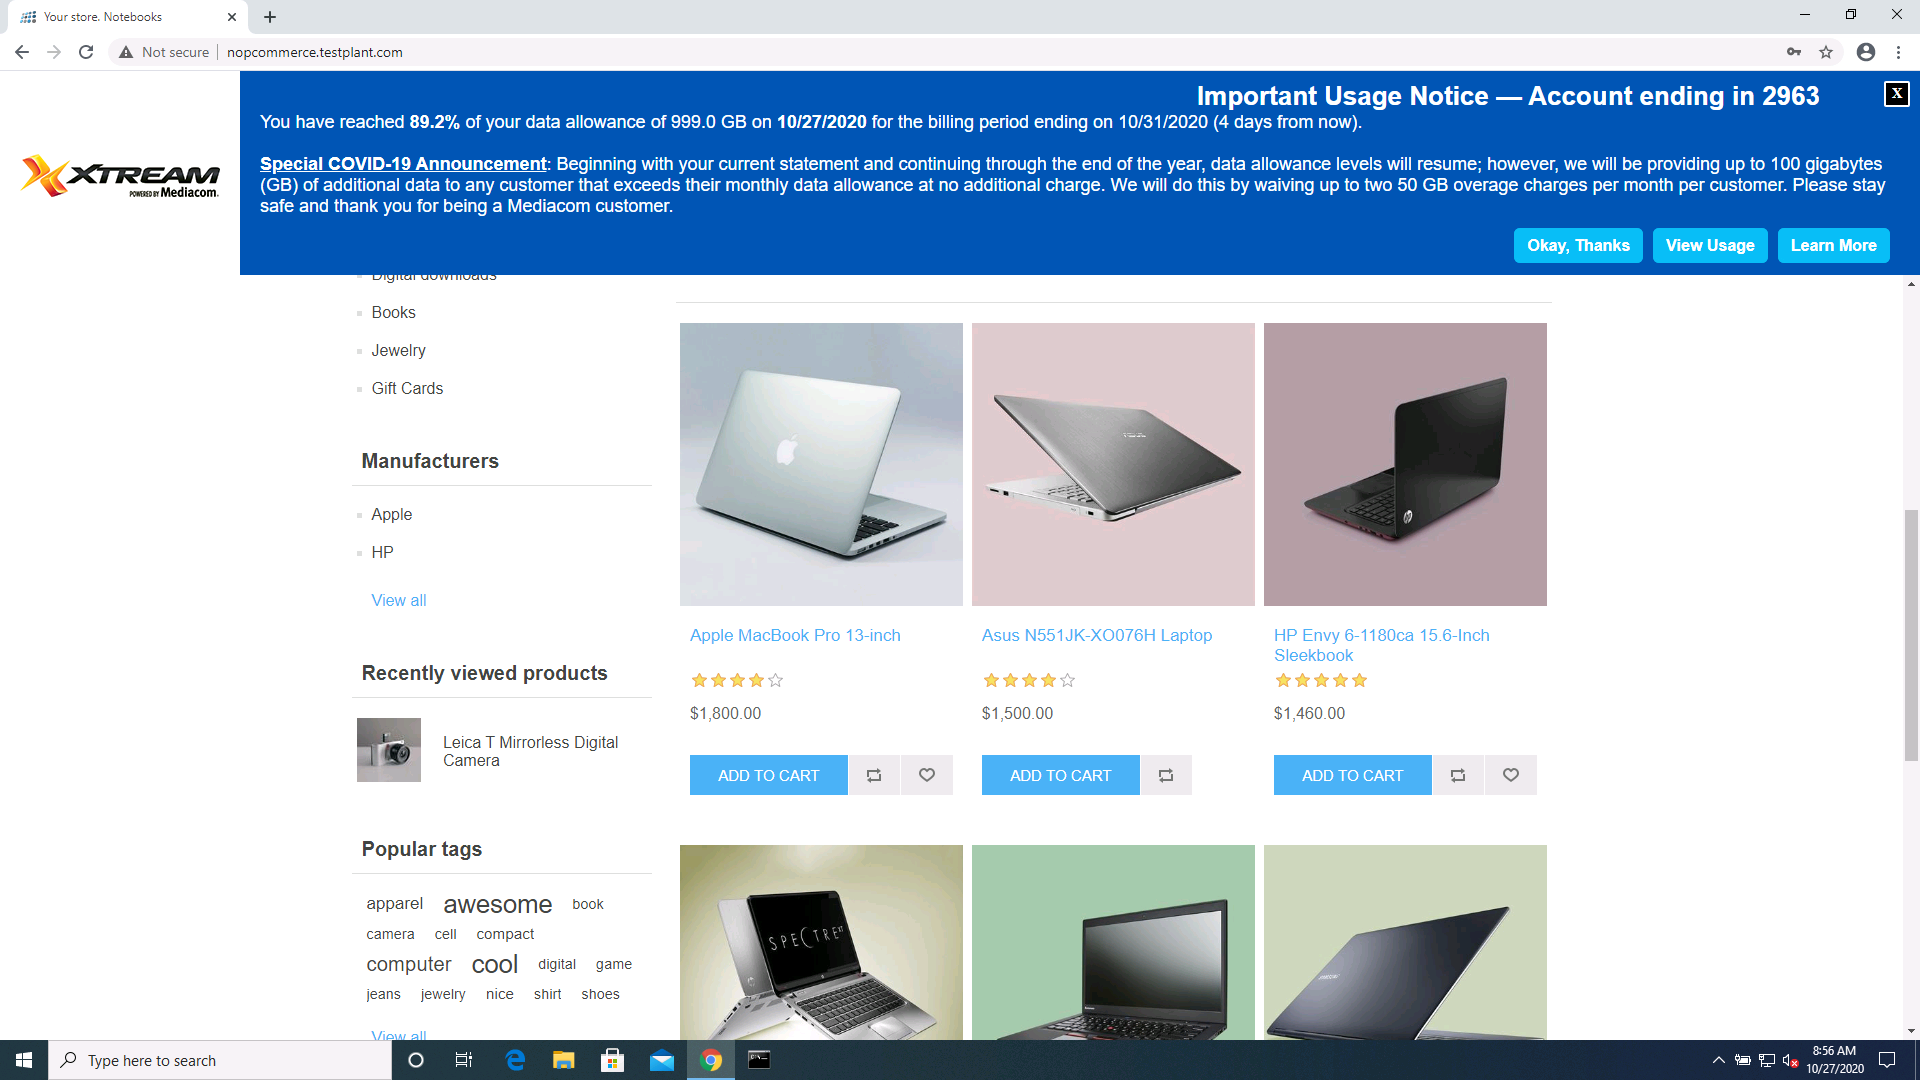 Your store. Notebooks
Not secure
nopcommerce.testplant.com
Important Usage Notice — Account ending in 2963
X
You have reached 89.2% of your data allowance of 999.0 GB on 10/27/2020 for the billing period ending on 10/31/2020 (4 days from now).
Special COVID-19 Announcement: Beginning with your current statement and continuing through the end of the year, data allowance levels will resume; however, we will be providing up to 100 gigabytes
(GB) of additional data to any customer that exceeds their monthly data allowance at no additional charge. We will do this by waiving up to two 50 GB overage charges per month per customer. Please stay
safe and thank you for being a Mediacom customer.
XTREAM
POWERED BY Mediacom.
Okay, Thanks
View Usage
Learn More
Digital downloads
Books
Jewelry
Gift Cards
Manufacturers
Apple
HP
View all
Recently viewed products
Leica T Mirrorless Digital
Camera
Popular tags
apparel awesome book
camera cell compact
computer cool digital game
jeans jewelry nice shirt shoes
View all
Apple MacBook Pro 13-inch
$1,800.00
ADD TO CART
Asus N551JK-XO076H Laptop
$1,500.00
ADD TO CART
HP Envy 6-1180ca 15.6-Inch
Sleekbook
$1,460.00
ADD TO CART
SPECTRE XT
Type here to search
8:56 AM
10/27/2020